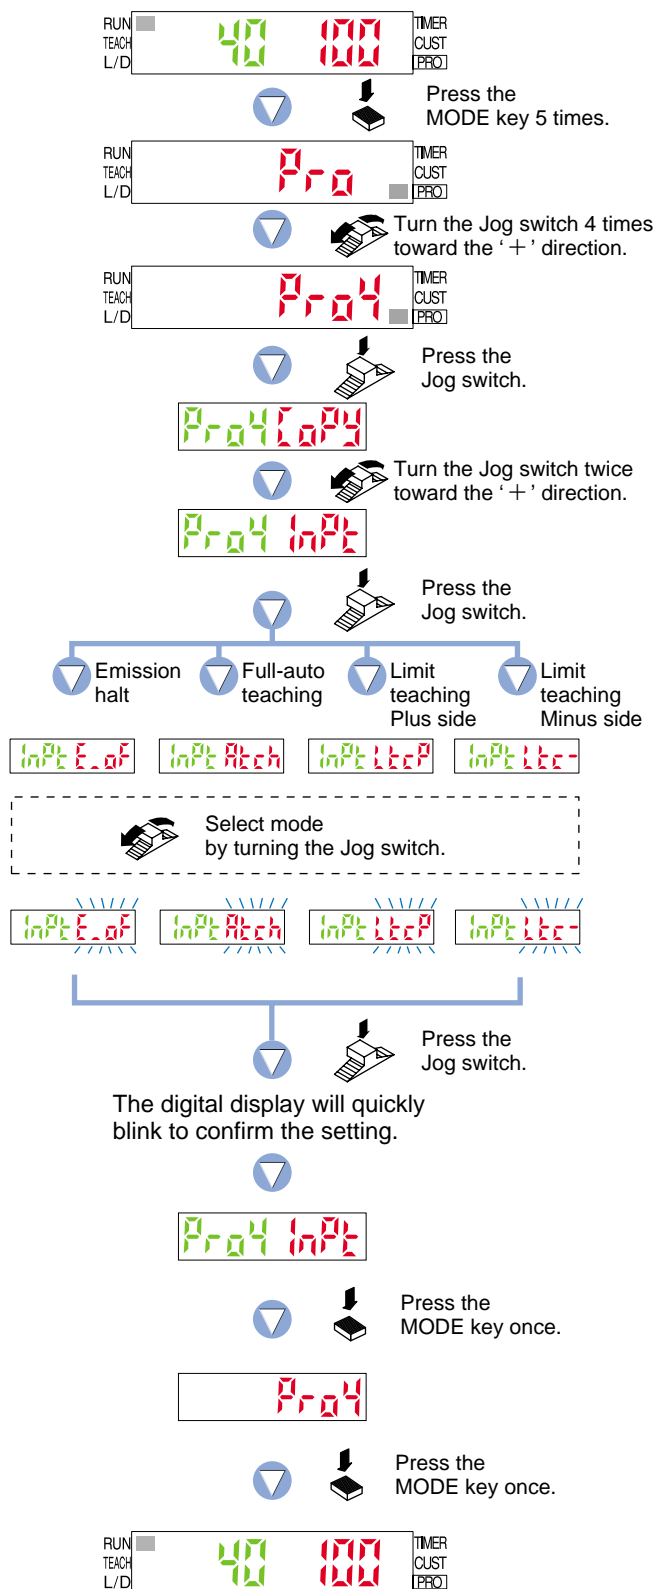 RUN 40 100 TIMER
TEACH CUST
L/D PRO
Press the
MODE key 5 times.
RUN Pro TIMER
TEACH CUST
L/D PRO
Turn the Jog switch 4 times
toward the ‘＋’ direction.
RUN Pro4 TIMER
TEACH CUST
L/D PRO
Press the
Jog switch.
Pro4 CoPy
Turn the Jog switch twice
toward the ‘＋’ direction.
Pro4 InPt
Press the
Jog switch.
Emission
halt
Full-auto
teaching
Limit
teaching
Plus side
Limit
teaching
Minus side
InPt E_oF
InPt Atch
InPt LtcP
InPt Ltc-
Select mode
by turning the Jog switch.
InPt E_oF
InPt Atch
InPt LtcP
InPt Ltc-
Press the
Jog switch.
The digital display will quickly
blink to confirm the setting.
Pro4 InPt
Press the
MODE key once.
Pro4
Press the
MODE key once.
RUN 40 100 TIMER
TEACH CUST
L/D PRO